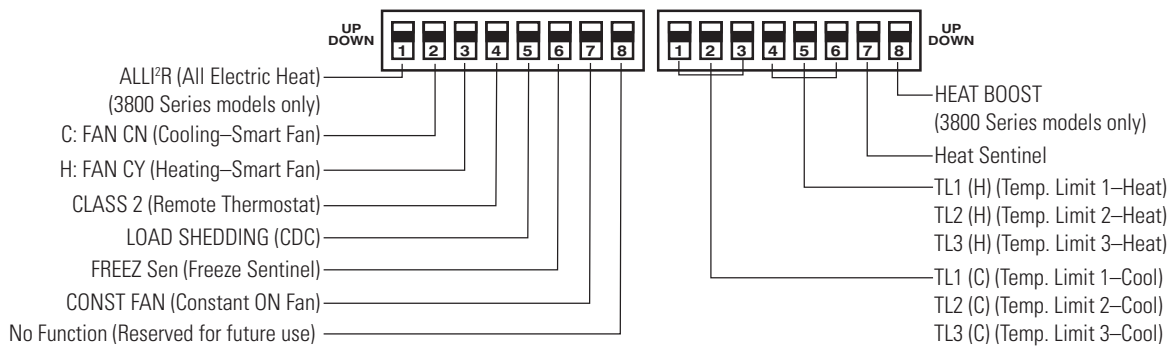 UP
DOWN
1 2 3 4 5 6 7 8
1 2 3 4 5 6 7 8
UP
DOWN
ALLI²R (All Electric Heat)
(3800 Series models only)
C: FAN CN (Cooling–Smart Fan)
H: FAN CY (Heating–Smart Fan)
CLASS 2 (Remote Thermostat)
LOAD SHEDDING (CDC)
FREEZ Sen (Freeze Sentinel)
CONST FAN (Constant ON Fan)
No Function (Reserved for future use)
HEAT BOOST
(3800 Series models only)
Heat Sentinel
TL1 (H) (Temp. Limit 1–Heat)
TL2 (H) (Temp. Limit 2–Heat)
TL3 (H) (Temp. Limit 3–Heat)
TL1 (C) (Temp. Limit 1–Cool)
TL2 (C) (Temp. Limit 2–Cool)
TL3 (C) (Temp. Limit 3–Cool)